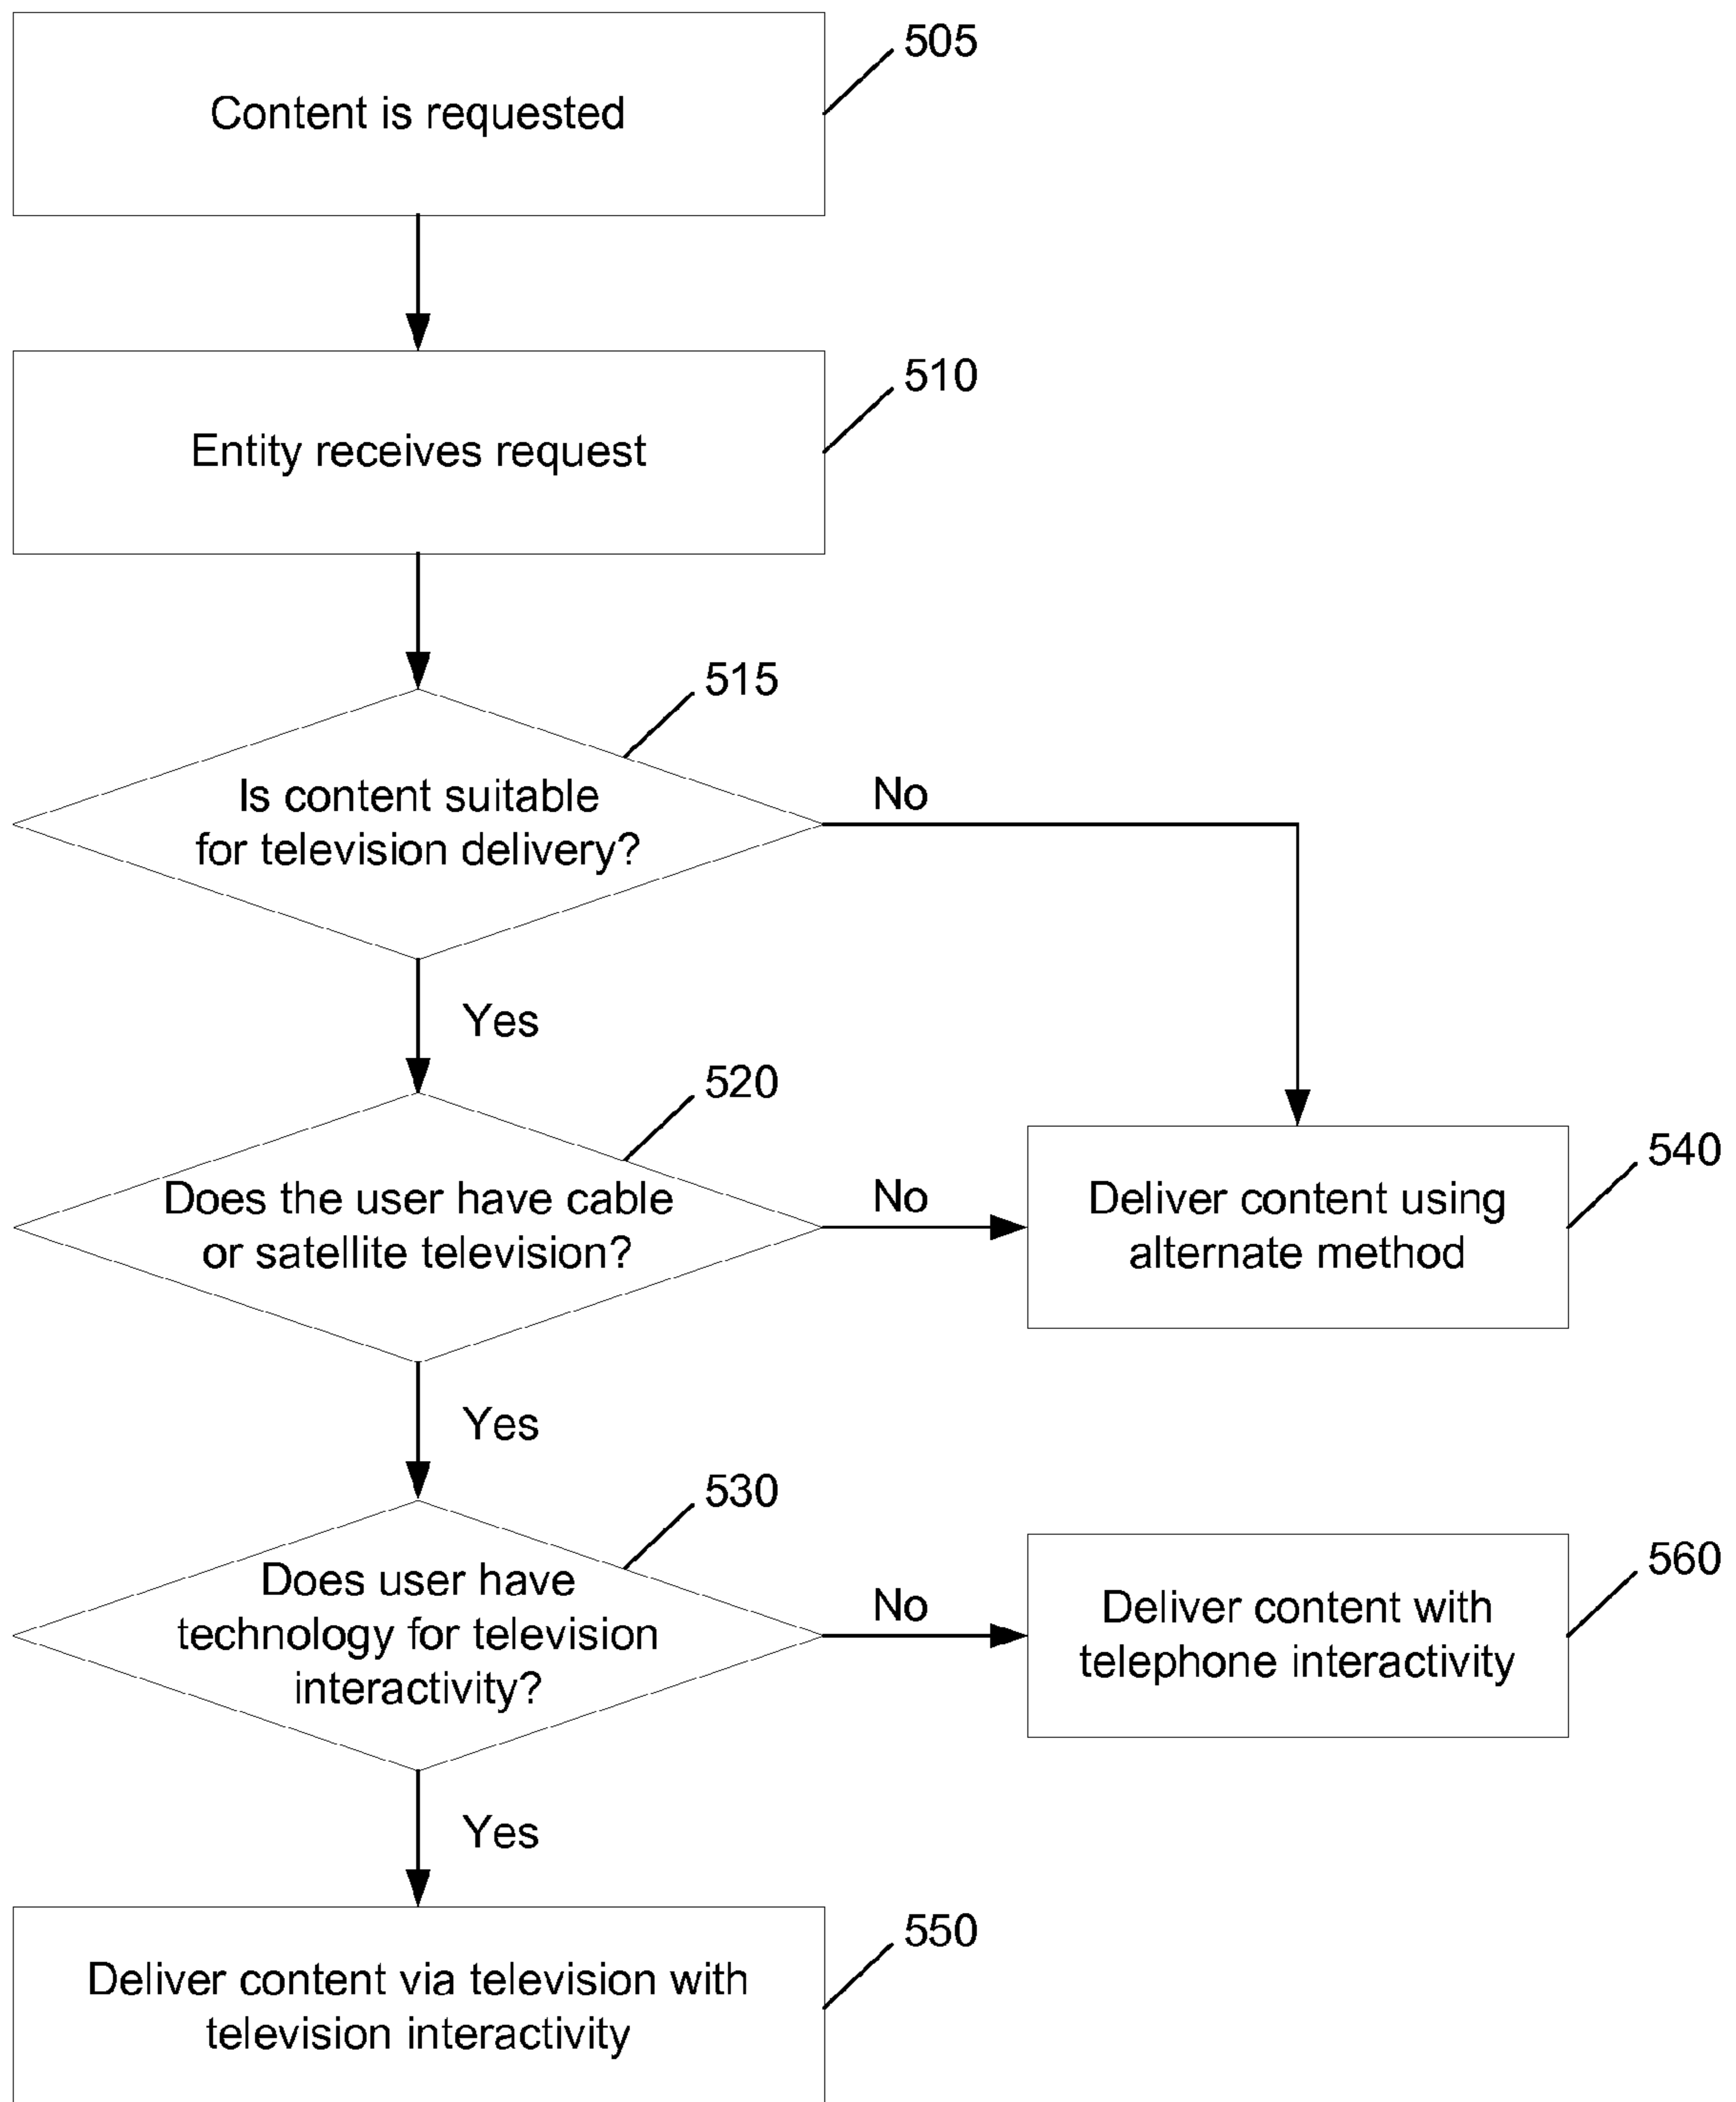 505
Content is requested
510
Entity receives request
515
Is content suitable
for television delivery?
No
Yes
520
Does the user have cable
or satellite television?
No
540
Deliver content using
alternate method
Yes
530
Does user have
technology for television
interactivity?
No
560
Deliver content with
telephone interactivity
Yes
550
Deliver content via television with
television interactivity